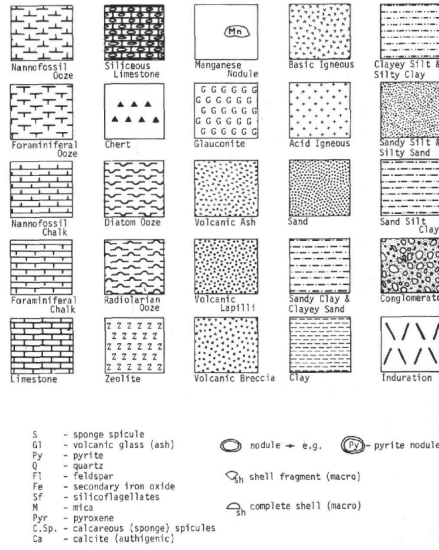 Mn
Nannofossil Ooze
Siliceous Limestone
Manganese Nodule
Basic Igneous
Clayey Silt & Silty Clay
G G G G G G
G G G G G G
G G G G G G
G G G G G G
G G G G G G
Foraminiferal Ooze
Chert
Glauconite
Acid Igneous
Sandy Silt & Silty Sand
Nannofossil Chalk
Diatom Ooze
Volcanic Ash
Sand
Sand Silt Clay
Foraminiferal Chalk
Radiolarian Ooze
Volcanic Lapilli
Sandy Clay & Clayey Sand
Conglomerate
Z Z Z Z Z
Z Z Z Z Z
Z Z Z Z Z
Z Z Z Z Z
Z Z Z Z Z
Limestone
Zeolite
Volcanic Breccia
Clay
Induration
S - sponge spicule
Gl - volcanic glass (ash)
Py - pyrite
Q - quartz
Fl - feldspar
Fe - secondary iron oxide
Sf - silicoflagellates
M - mica
Pyr - pyroxene
C.Sp. - calcareous (sponge) spicules
Ca - calcite (authigenic)
nodule → e.g. Py - pyrite nodule
sh shell fragment (macro)
sh complete shell (macro)